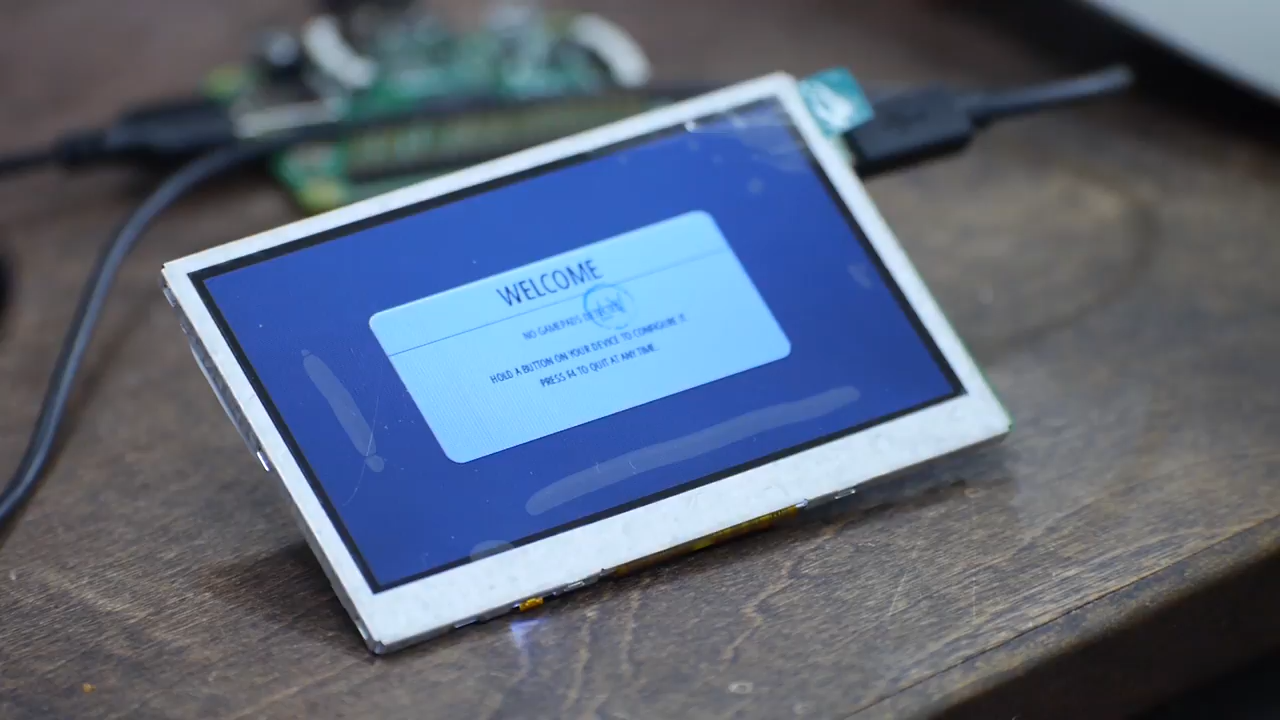 WELCOME
NO GAMEPADS DETECTED
HOLD A BUTTON ON YOUR DEVICE TO CONFIGURE IT.
PRESS F4 TO QUIT AT ANY TIME.